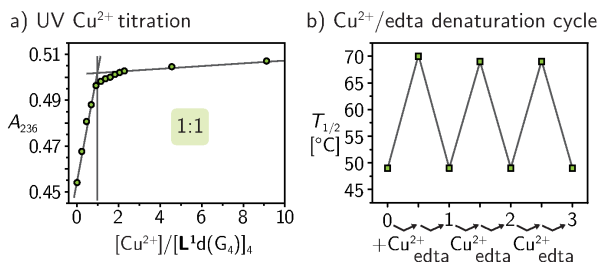 a) UV Cu²⁺ titration
0.51
0.49
0.47
0.45
A₂₃₆
1:1
0 2 4 6 8 10
[Cu²⁺]/[L¹d(G₄)]₄
b) Cu²⁺/edta denaturation cycle
70
65
60
55
50
45
T₁/₂
[°C]
0 1 2 3
+Cu²⁺ Cu²⁺ Cu²⁺
edta edta edta